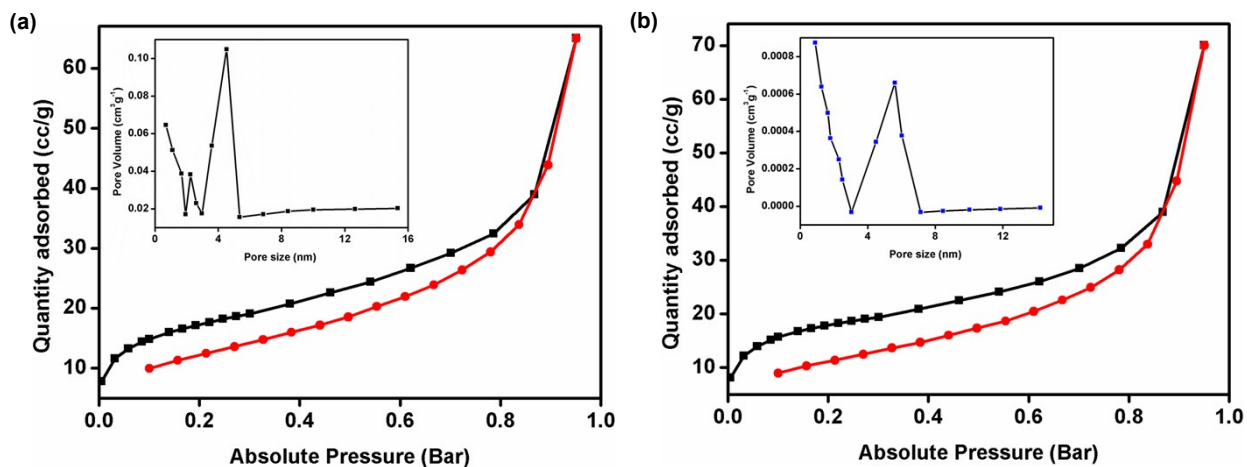 (a)
Quantity adsorbed (cc/g)
60
50
40
30
20
10
0.0 0.2 0.4 0.6 0.8 1.0
Absolute Pressure (Bar)
Pore Volume (cm³g⁻¹)
0.10
0.08
0.06
0.04
0.02
0 4 8 12 16
Pore size (nm)
(b)
Quantity adsorbed (cc/g)
70
60
50
40
30
20
10
0.0 0.2 0.4 0.6 0.8 1.0
Absolute Pressure (Bar)
Pore Volume (cm³g⁻¹)
0.0008
0.0006
0.0004
0.0002
0.0000
0 4 8 12
Pore size (nm)